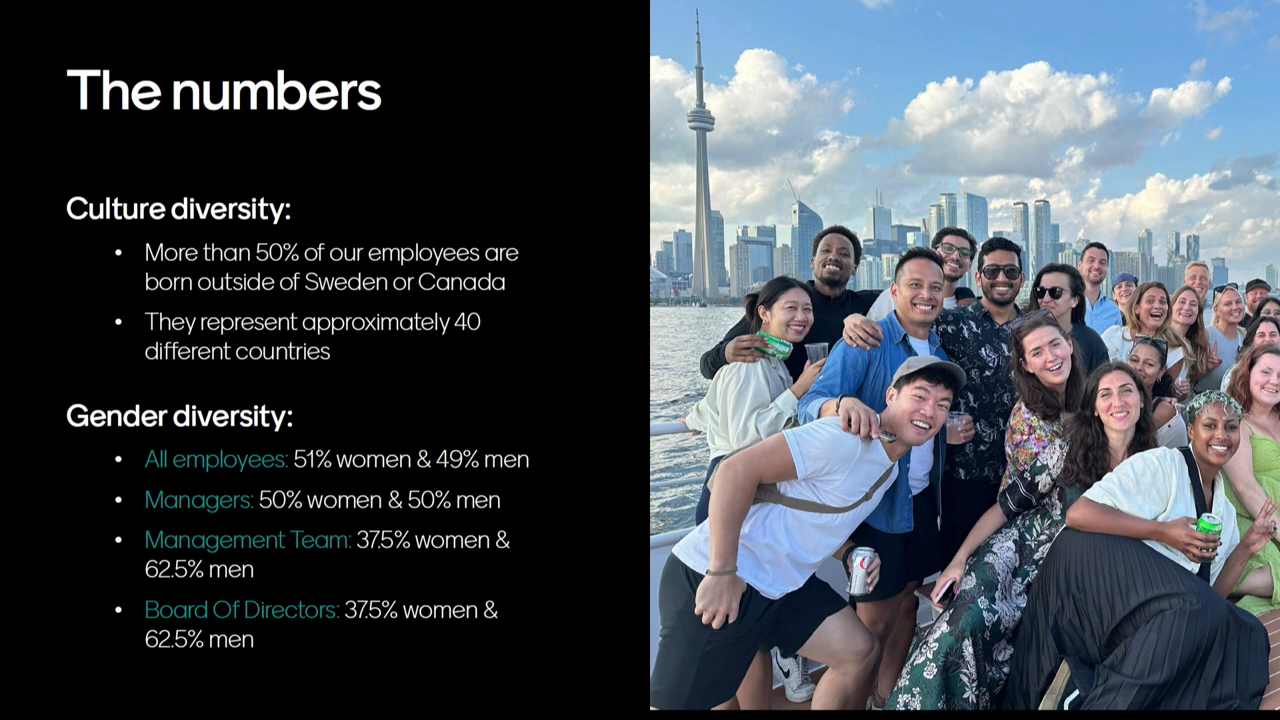 The numbers
Culture diversity:
• More than 50% of our employees are
born outside of Sweden or Canada
• They represent approximately 40
different countries
Gender diversity:
• All employees: 51% women & 49% men
• Managers: 50% women & 50% men
• Management Team: 37.5% women &
62.5% men
• Board Of Directors: 37.5% women &
62.5% men